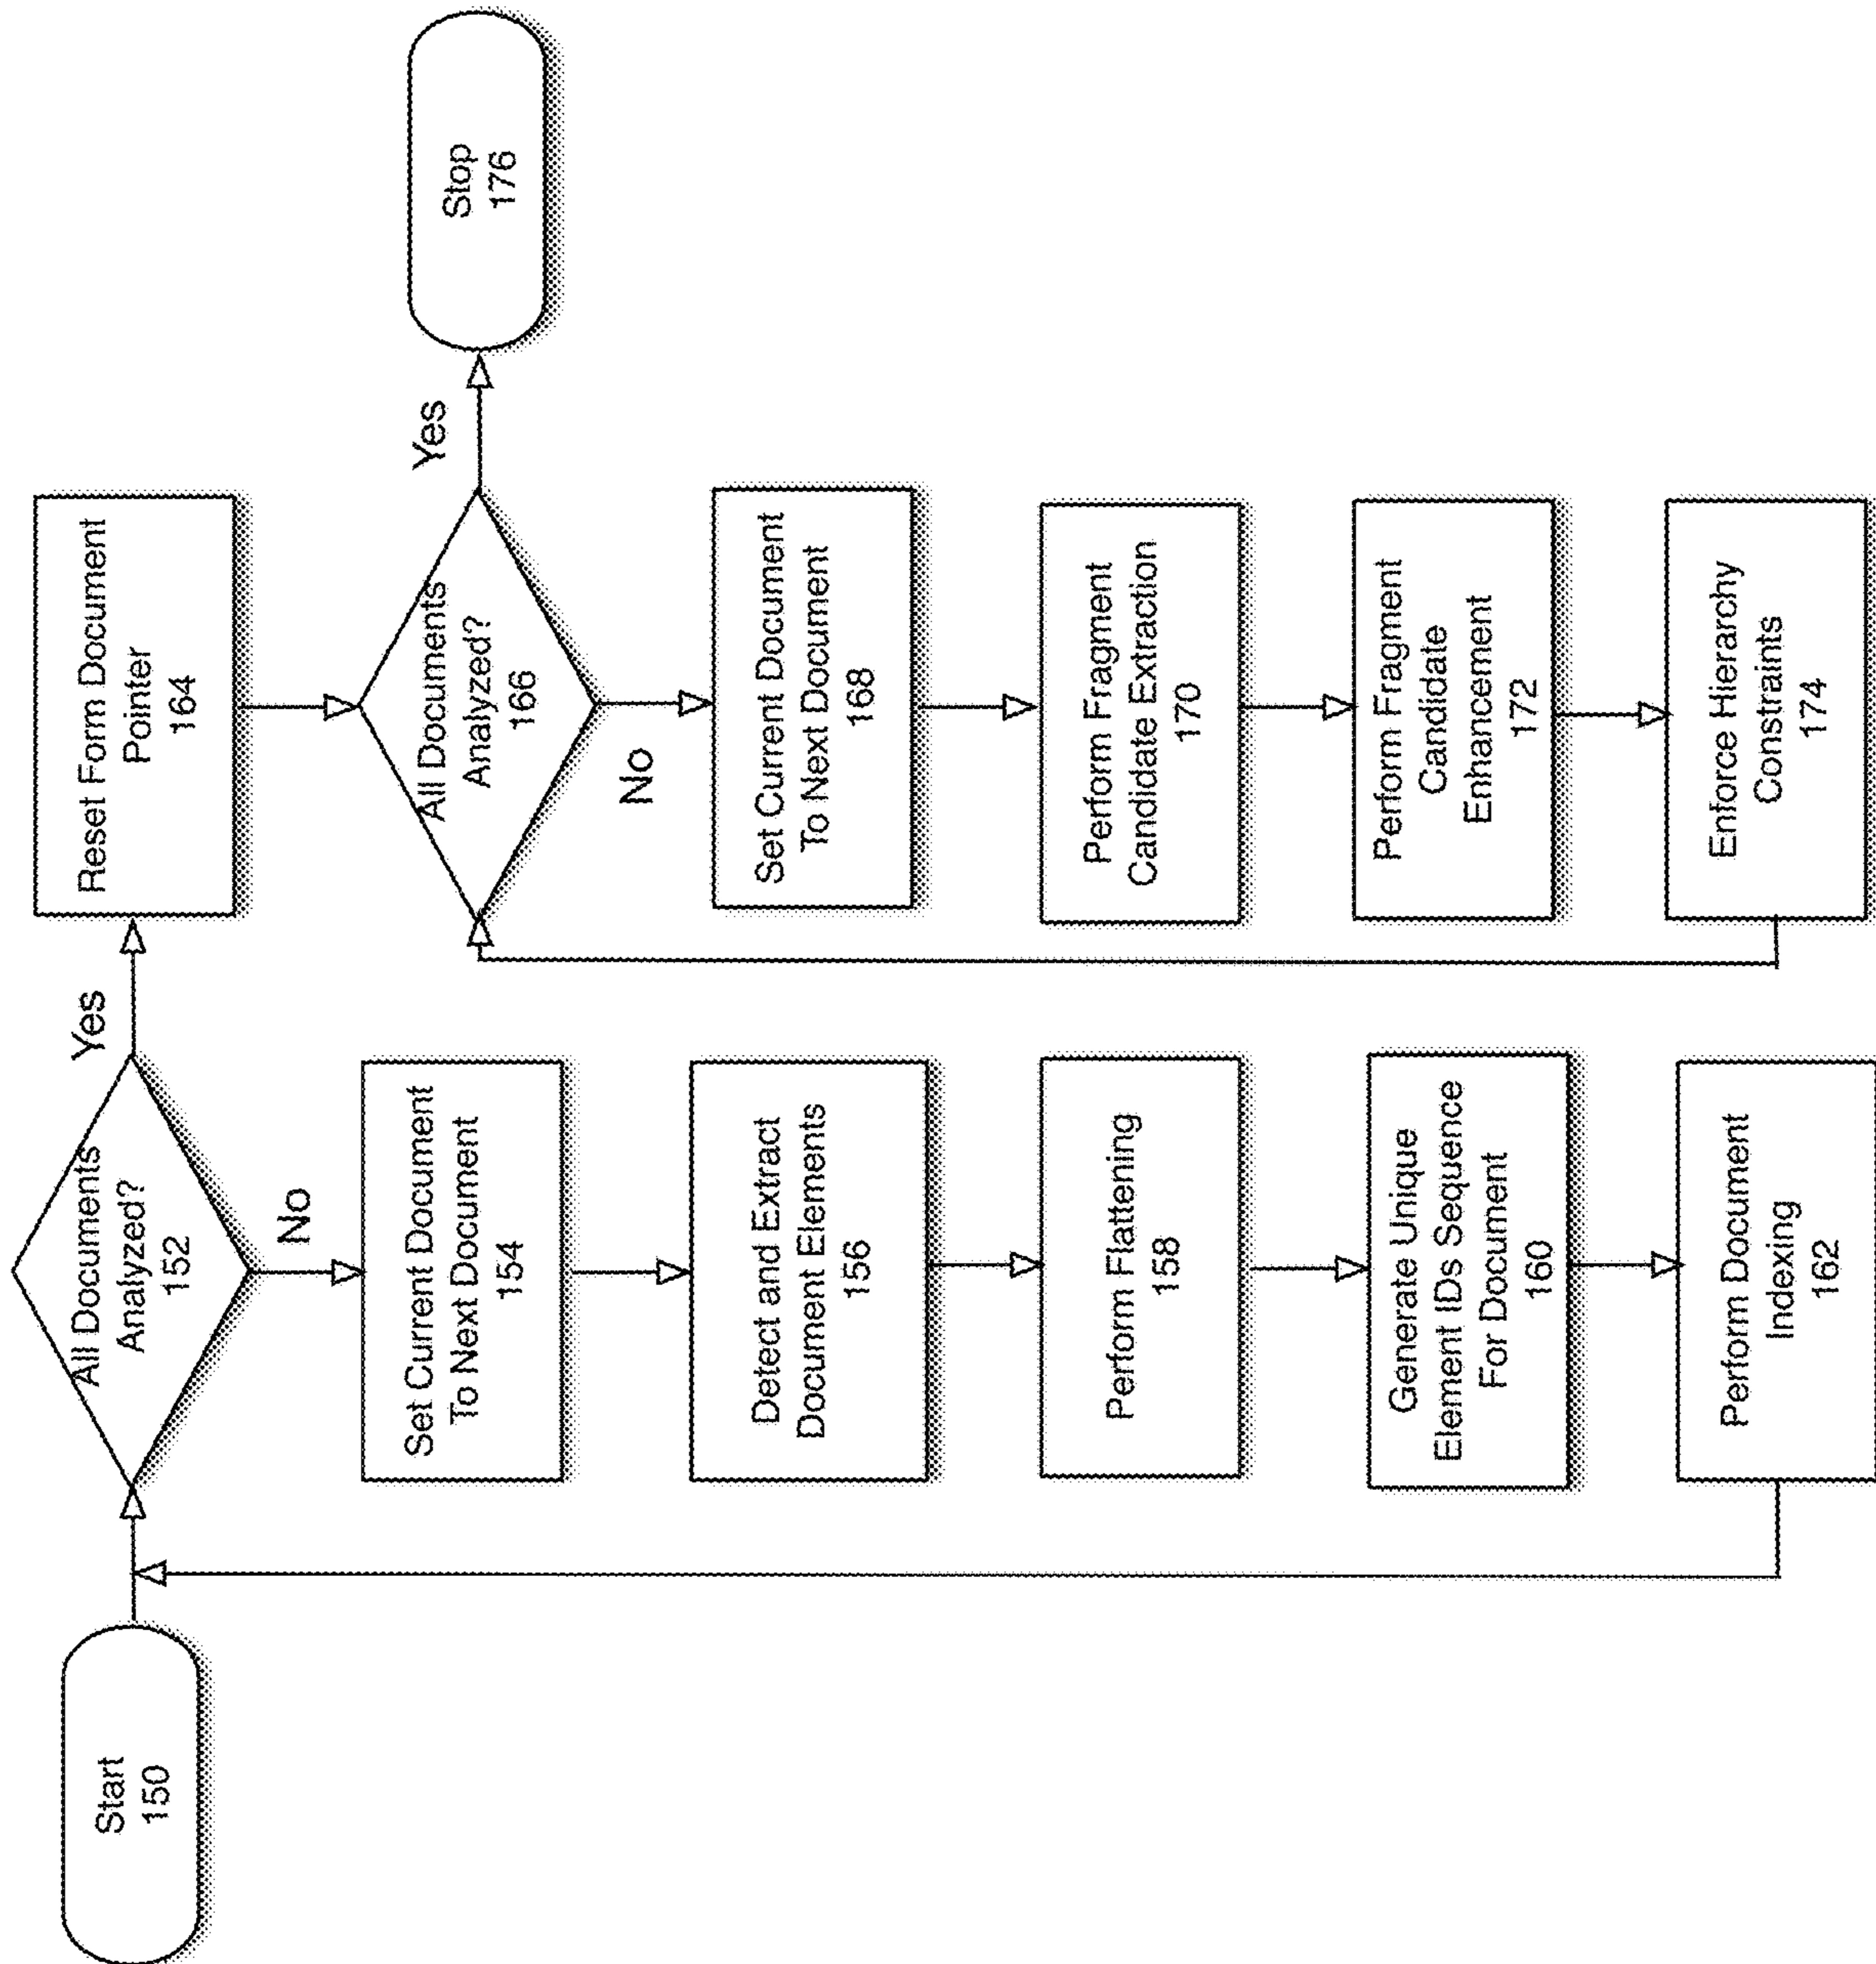 Start
150
All Documents
Analyzed?
152
Yes
No
Set Current Document
To Next Document
154
Detect and Extract
Document Elements
156
Perform Flattening
158
Generate Unique
Element IDs Sequence
For Document
160
Perform Document
Indexing
162
Reset Form Document
Pointer
164
All Documents
Analyzed?
166
Yes
No
Set Current Document
To Next Document
168
Perform Fragment
Candidate Extraction
170
Perform Fragment
Candidate
Enhancement
172
Enforce Hierarchy
Constraints
174
Stop
176